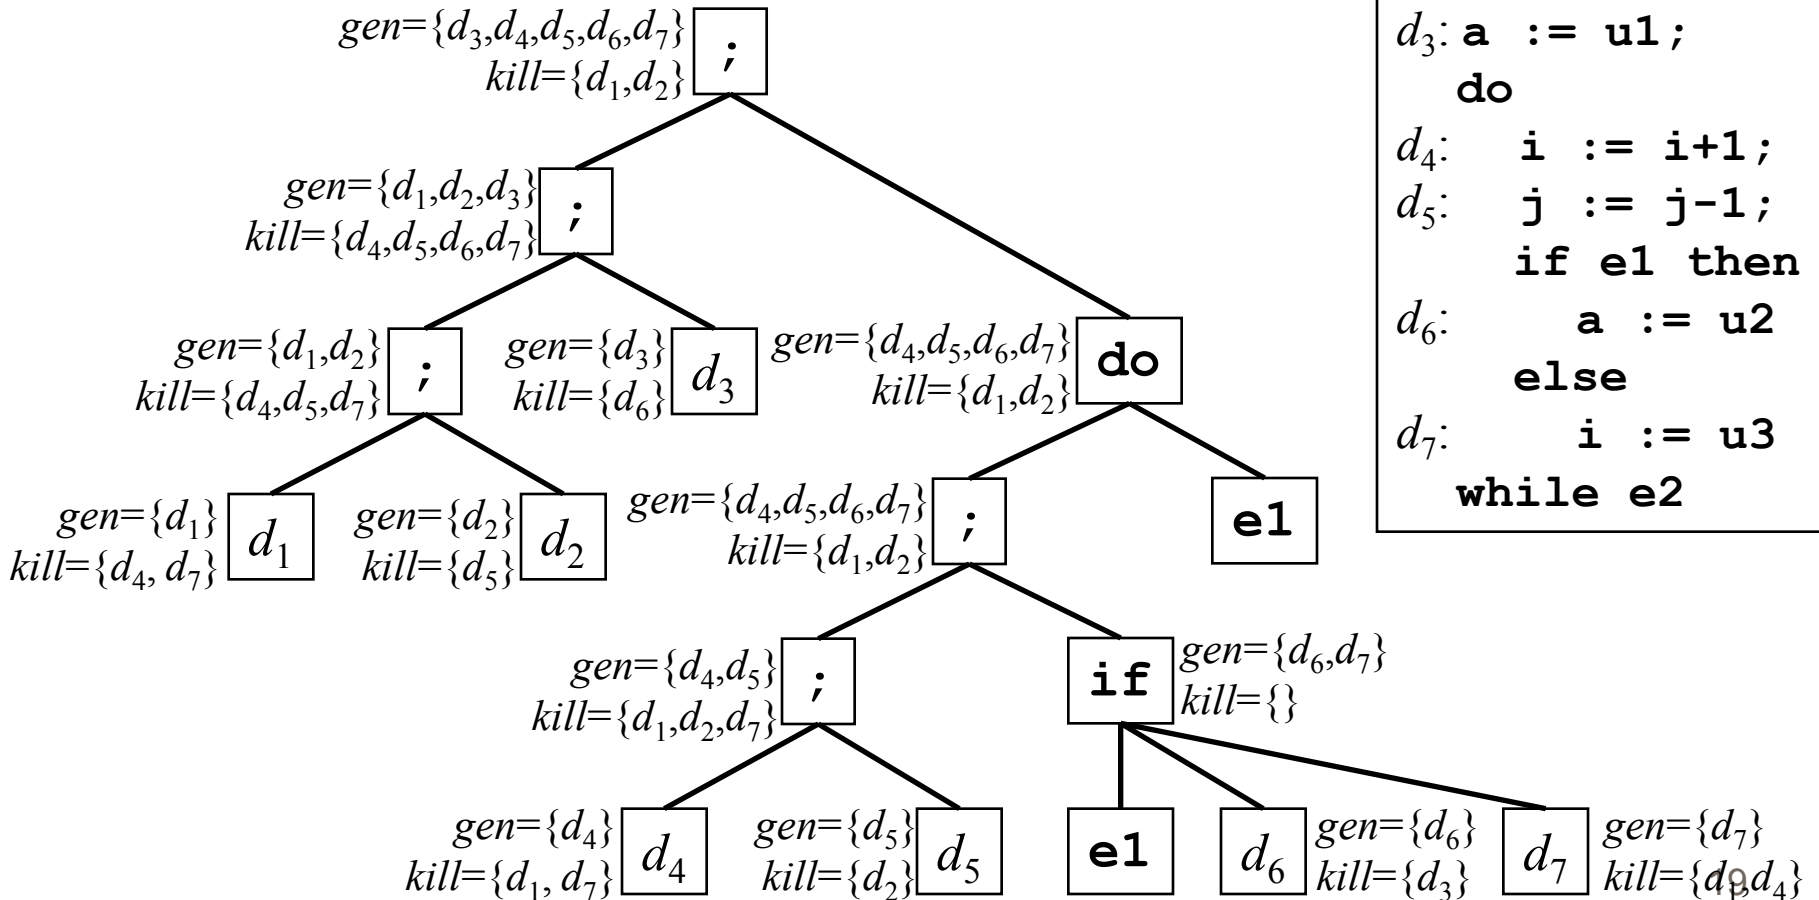 gen={d₃,d₄,d₅,d₆,d₇}
kill={d₁,d₂}
;
gen={d₁,d₂,d₃}
kill={d₄,d₅,d₆,d₇}
;
gen={d₁,d₂}
kill={d₄,d₅,d₇}
;
gen={d₃}
kill={d₆}
d₃
gen={d₄,d₅,d₆,d₇}
kill={d₁,d₂}
do
gen={d₁}
kill={d₄, d₇}
d₁
gen={d₂}
kill={d₅}
d₂
gen={d₄,d₅,d₆,d₇}
kill={d₁,d₂}
;
e1
gen={d₄,d₅}
kill={d₁,d₂,d₇}
;
if
gen={d₆,d₇}
kill={}
gen={d₄}
kill={d₁, d₇}
d₄
gen={d₅}
kill={d₂}
d₅
e1
d₆
gen={d₆}
kill={d₃}
d₇
gen={d₇}
kill={d₁,d₄}
19
d₃: a := u1;
do
d₄: i := i+1;
d₅: j := j-1;
if e1 then
d₆: a := u2
else
d₇: i := u3
while e2